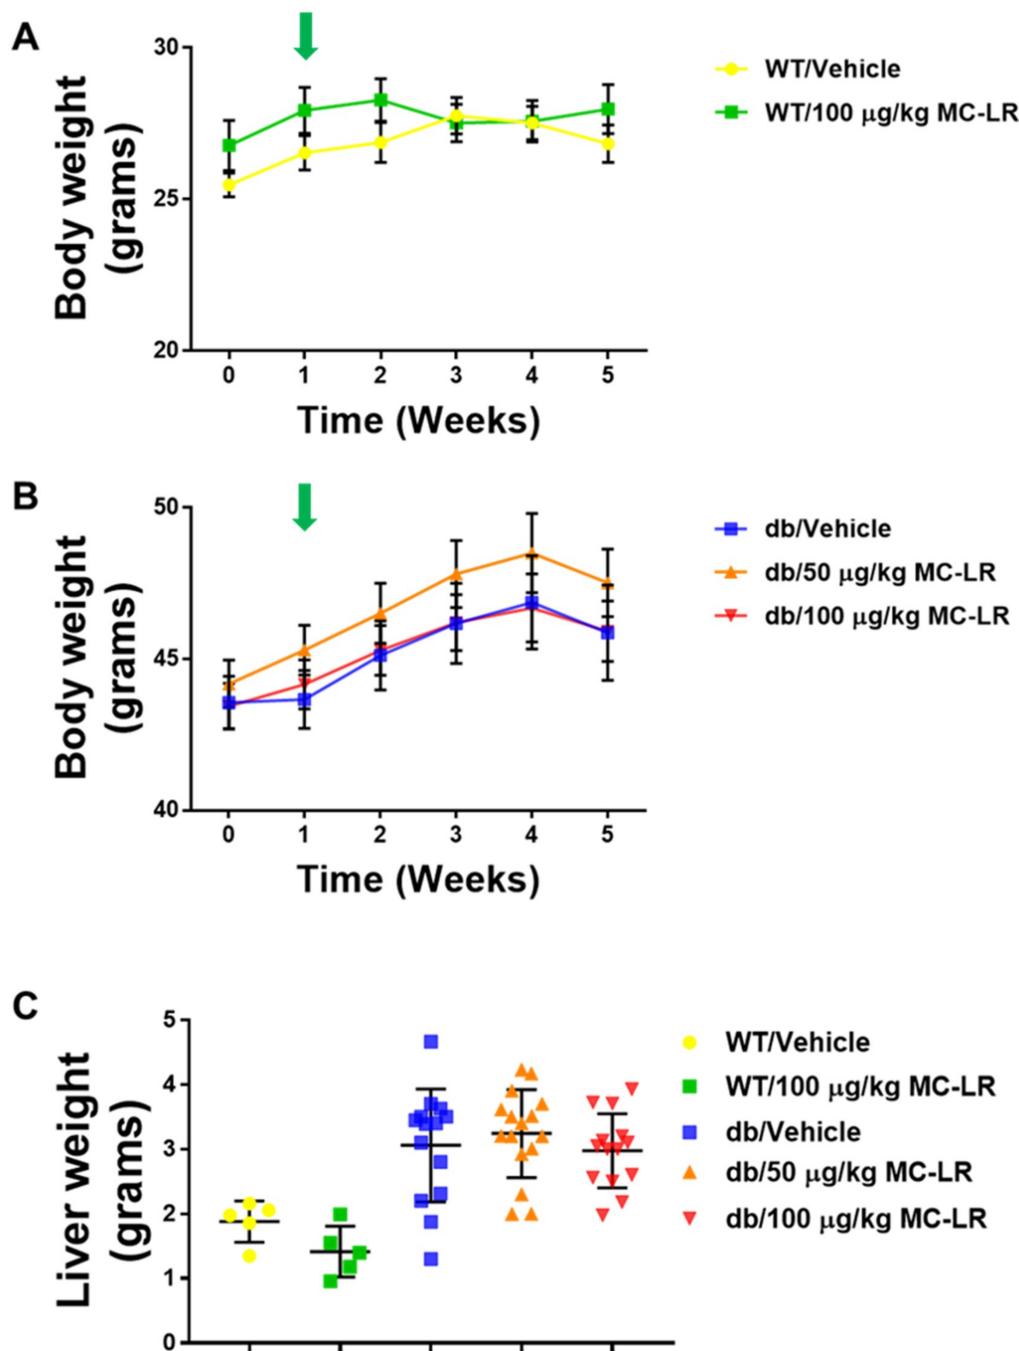 A
Body weight
(grams)
30
25
20
0 1 2 3 4 5
Time (Weeks)
WT/Vehicle
WT/100 μg/kg MC-LR
B
Body weight
(grams)
50
45
40
0 1 2 3 4 5
Time (Weeks)
db/Vehicle
db/50 μg/kg MC-LR
db/100 μg/kg MC-LR
C
Liver weight
(grams)
5
4
3
2
1
0
WT/Vehicle
WT/100 μg/kg MC-LR
db/Vehicle
db/50 μg/kg MC-LR
db/100 μg/kg MC-LR